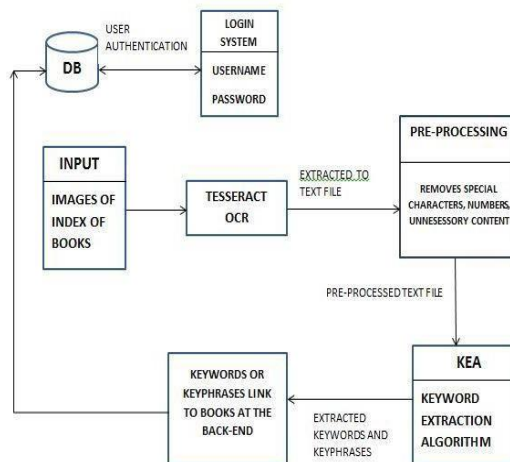 USER
AUTHENTICATION
DB
LOGIN
SYSTEM
USERNAME
PASSWORD
INPUT
IMAGES OF
INDEX OF
BOOKS
TESSERACT
OCR
EXTRACTED TO
TEXT FILE
PRE-PROCESSING
REMOVES SPECIAL
CHARACTERS, NUMBERS,
UNNESESSORY CONTENT
PRE-PROCESSED TEXT FILE
KEA
KEYWORD
EXTRACTION
ALGORITHM
EXTRACTED
KEYWORDS AND
KEYPHRASES
KEYWORDS OR
KEYPHRASES LINK
TO BOOKS AT THE
BACK-END